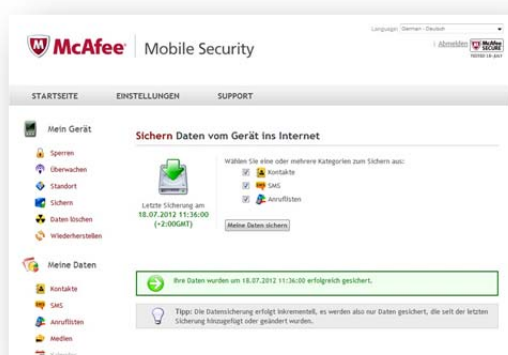 Language: German - Deutsch
McAfee Mobile Security
Abmelden
McAfee SECURE
STARTSEITE EINSTELLUNGEN SUPPORT
Mein Gerät
Sperren
Überwachen
Standort
Sichern
Daten löschen
Wiederherstellen
Meine Daten
Kontakte
SMS
Anruflisten
Medien
Sichern Daten vom Gerät ins Internet
Letzte Sicherung am
18.07.2012 11:36:00
(+2:00GMT)
Wählen Sie eine oder mehrere Kategorien zum Sichern aus:
Kontakte
SMS
Anruflisten
Meine Daten sichern
Ihre Daten wurden um 18.07.2012 11:36:00 erfolgreich gesichert.
Tipp: Die Datensicherung erfolgt inkrementell, es werden also nur Daten gesichert, die seit der letzten
Sicherung hinzugefügt oder geändert wurden.